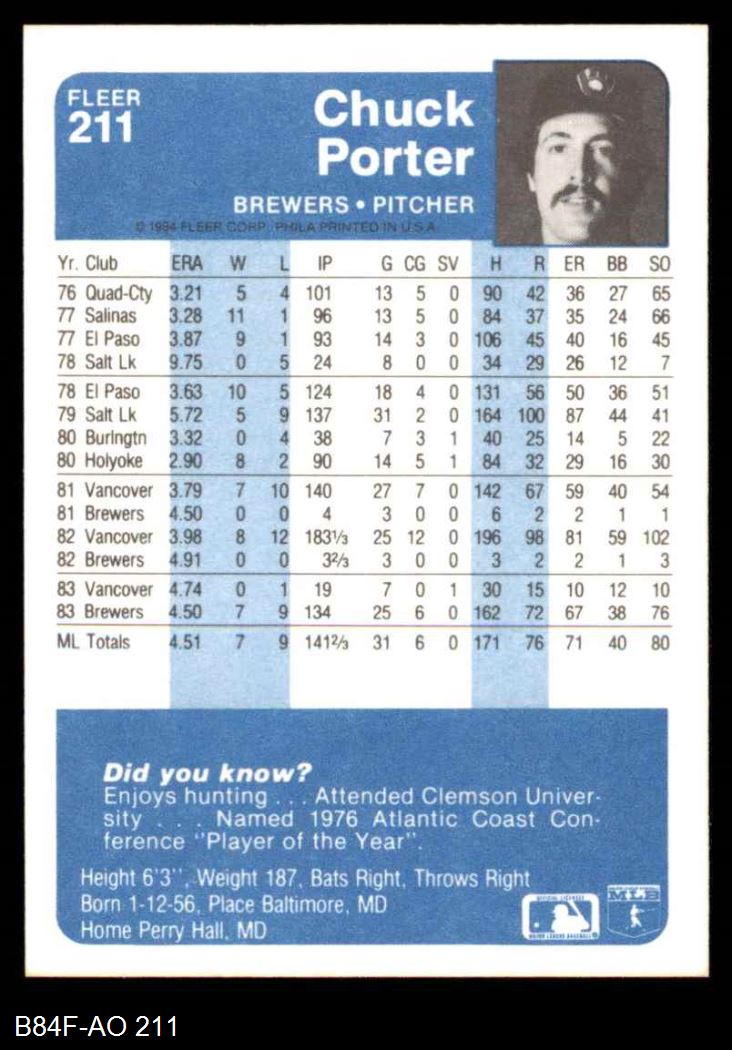 FLEER
211
Chuck
Porter
BREWERS • PITCHER
© 1984 FLEER CORP. PHILA PRINTED IN U.S.A.
Yr. Club ERA W L IP G CG SV H R ER BB SO
76 Quad-Cty 3.21 5 4 101 13 5 0 90 42 36 27 65
77 Salinas 3.28 11 1 96 13 5 0 84 37 35 24 66
77 El Paso 3.87 9 1 93 14 3 0 106 45 40 16 45
78 Salt Lk 9.75 0 5 24 8 0 0 34 29 26 12 7
78 El Paso 3.63 10 5 124 18 4 0 131 56 50 36 51
79 Salt Lk 5.72 5 9 137 31 2 0 164 100 87 44 41
80 Burlngtn 3.32 0 4 38 7 3 1 40 25 14 5 22
80 Holyoke 2.90 8 2 90 14 5 1 84 32 29 16 30
81 Vancover 3.79 7 10 140 27 7 0 142 67 59 40 54
81 Brewers 4.50 0 0 4 3 0 0 6 2 2 1 1
82 Vancover 3.98 8 12 183 1/3 25 12 0 196 98 81 59 102
82 Brewers 4.91 0 0 3 2/3 3 0 0 3 2 2 1 3
83 Vancover 4.74 0 1 19 7 0 1 30 15 10 12 10
83 Brewers 4.50 7 9 134 25 6 0 162 72 67 38 76
ML Totals 4.51 7 9 141 2/3 31 6 0 171 76 71 40 80
Did you know?
Enjoys hunting . . . Attended Clemson Univer-
sity . . . Named 1976 Atlantic Coast Con-
ference "Player of the Year".
Height 6'3", Weight 187, Bats Right, Throws Right
Born 1-12-56, Place Baltimore, MD
Home Perry Hall, MD
OFFICIAL LICENSEE
MAJOR LEAGUE BASEBALL
MLB
B84F-AO 211